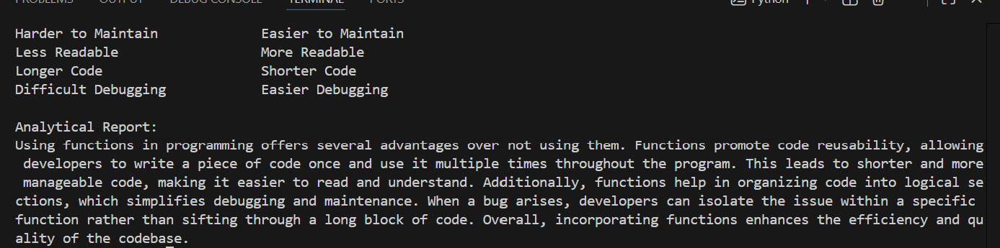 PROBLEMS OUTPUT DEBUG CONSOLE TERMINAL PORTS Python
Harder to Maintain Easier to Maintain
Less Readable More Readable
Longer Code Shorter Code
Difficult Debugging Easier Debugging
Analytical Report:
Using functions in programming offers several advantages over not using them. Functions promote code reusability, allowing
developers to write a piece of code once and use it multiple times throughout the program. This leads to shorter and more
manageable code, making it easier to read and understand. Additionally, functions help in organizing code into logical se
ctions, which simplifies debugging and maintenance. When a bug arises, developers can isolate the issue within a specific
function rather than sifting through a long block of code. Overall, incorporating functions enhances the efficiency and qu
ality of the codebase.